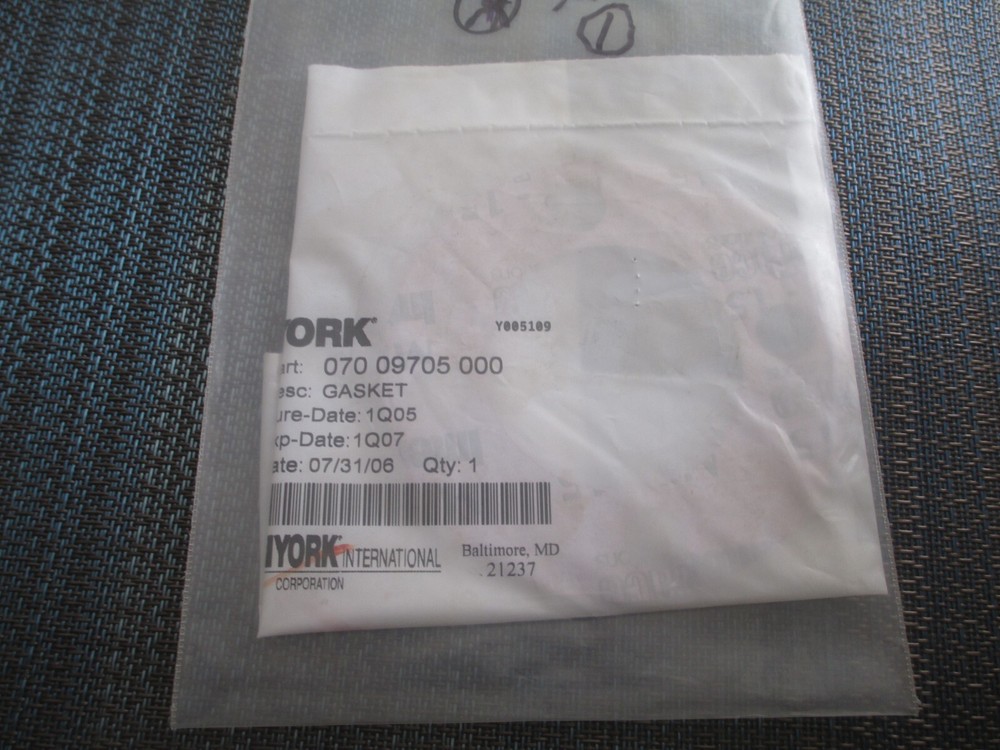 1
YORK®
Y005109
art: 070 09705 000
esc: GASKET
ure-Date: 1Q05
xp-Date: 1Q07
ate: 07/31/06 Qty: 1
YORK® INTERNATIONAL
CORPORATION
Baltimore, MD
21237